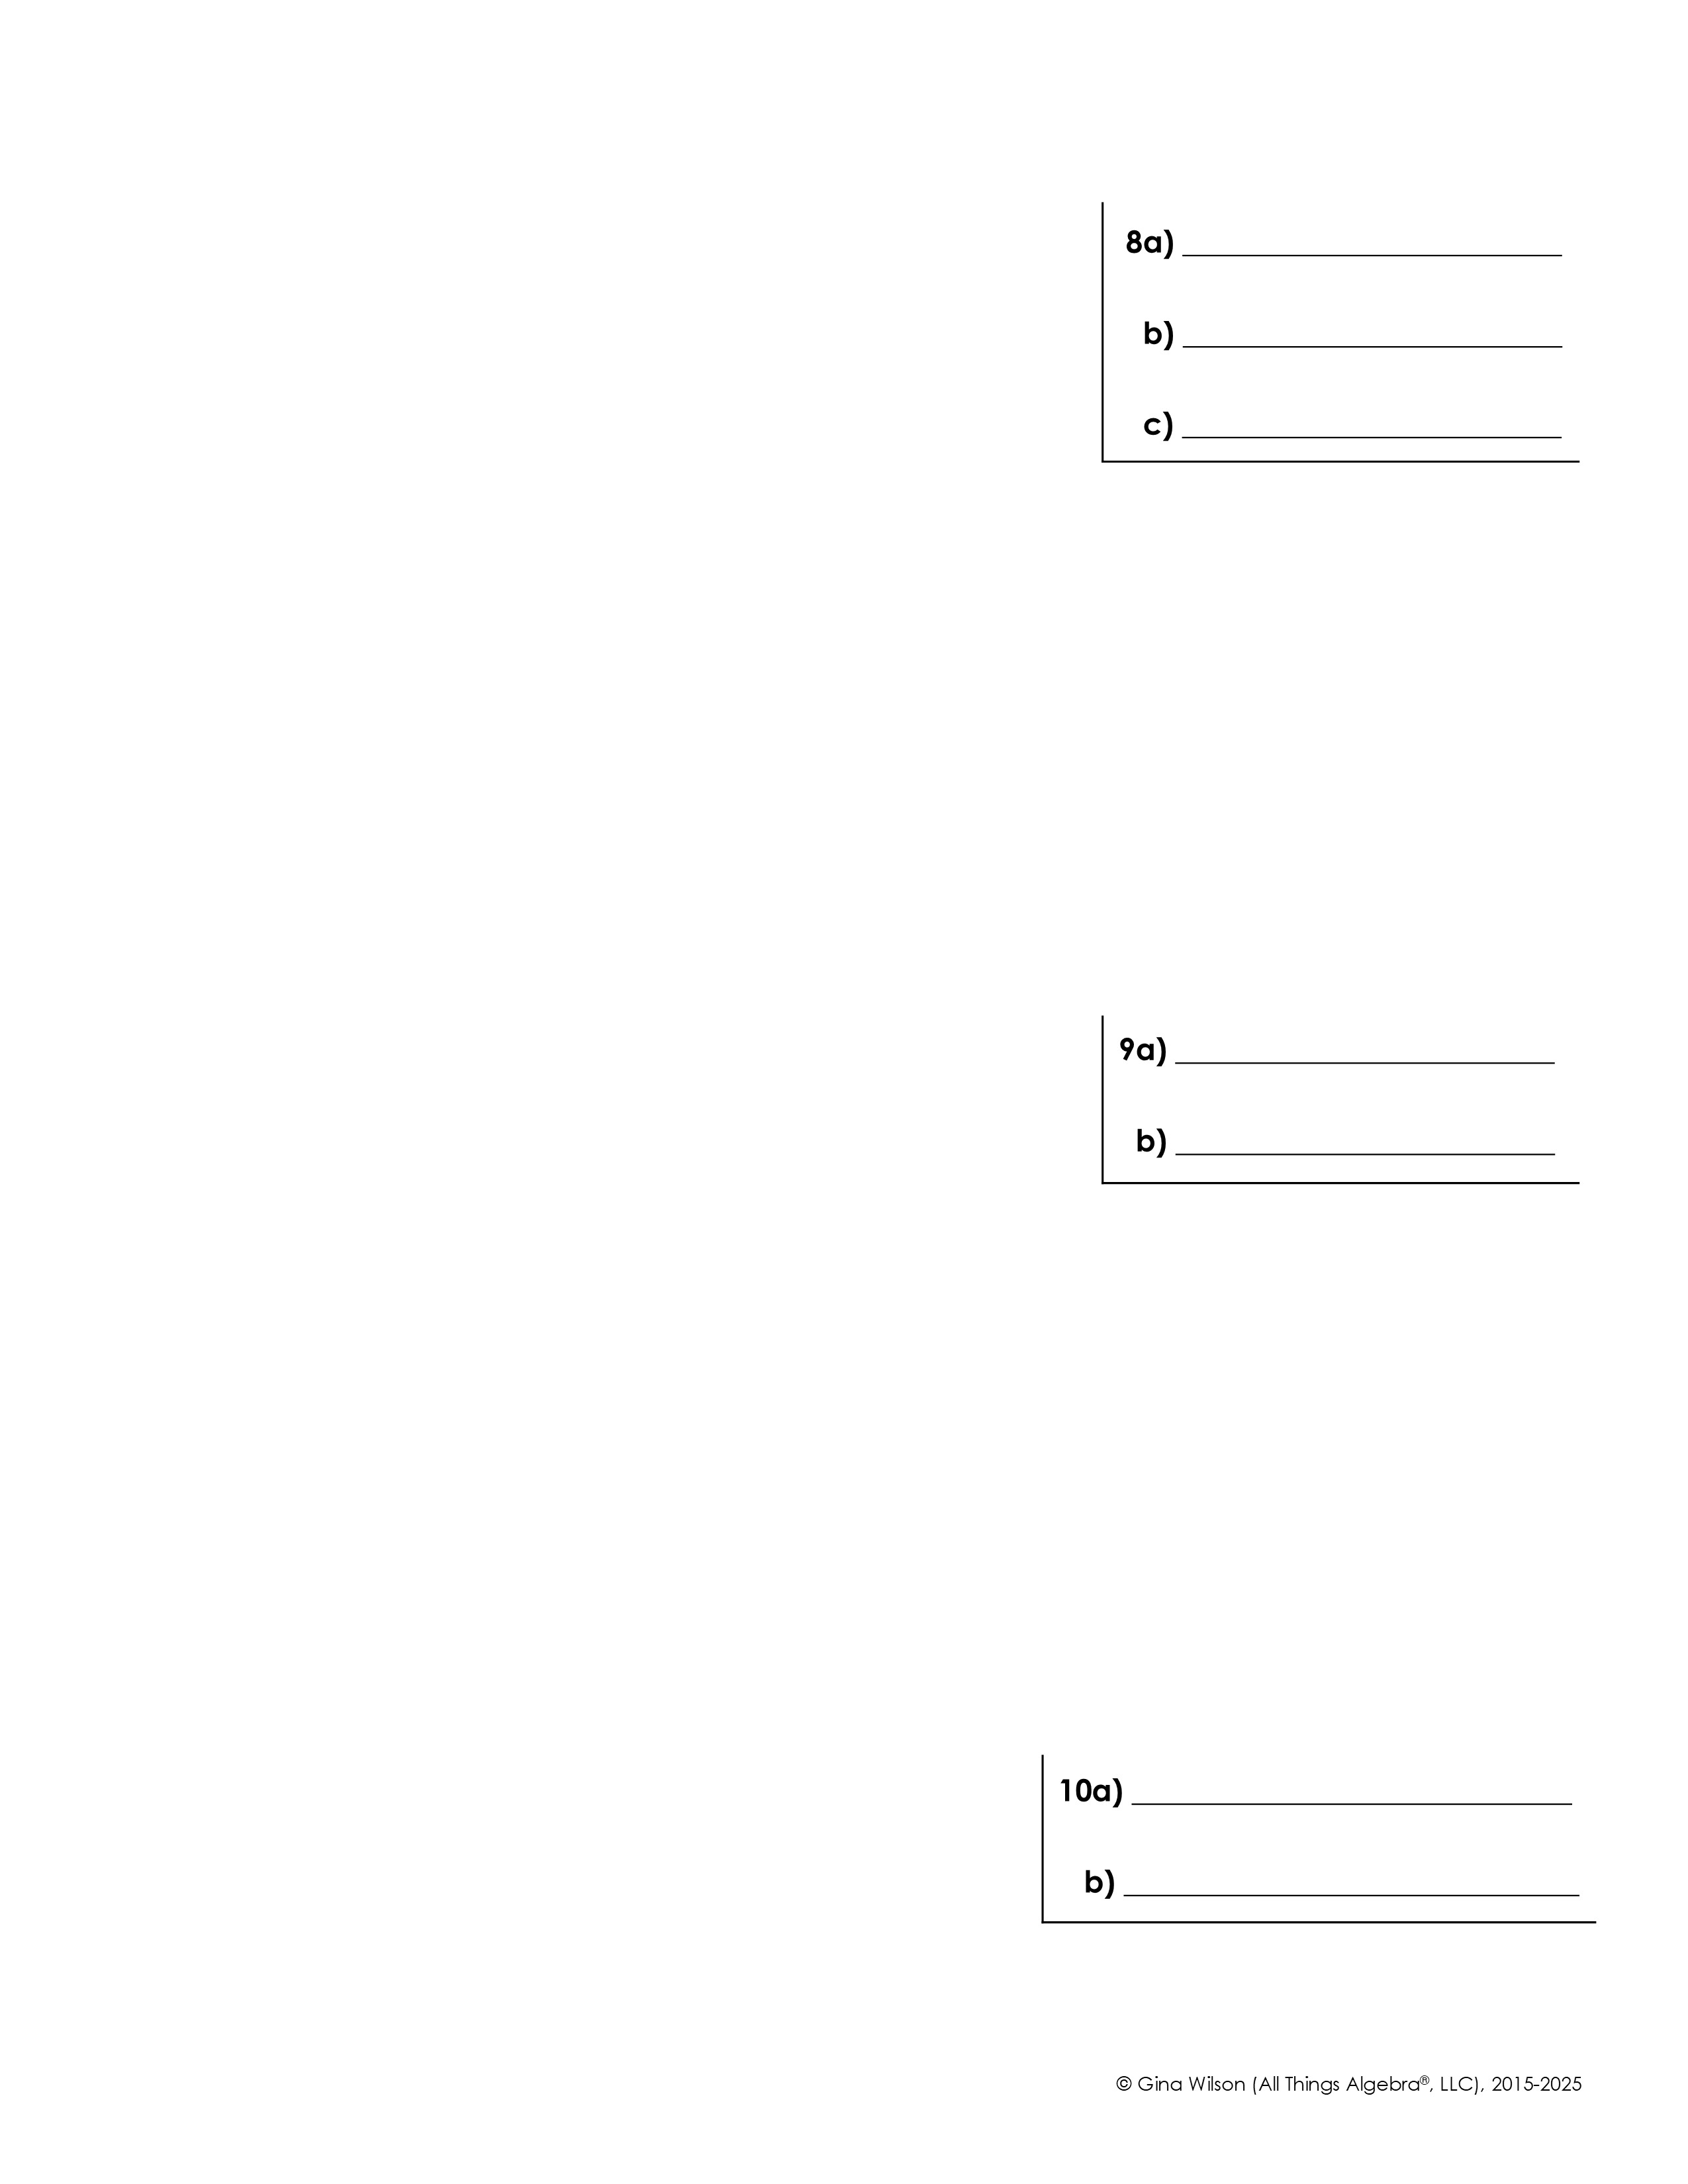 8a)
b)
c)
9a)
b)
10a)
b)
© Gina Wilson (All Things Algebra®, LLC), 2015-2025